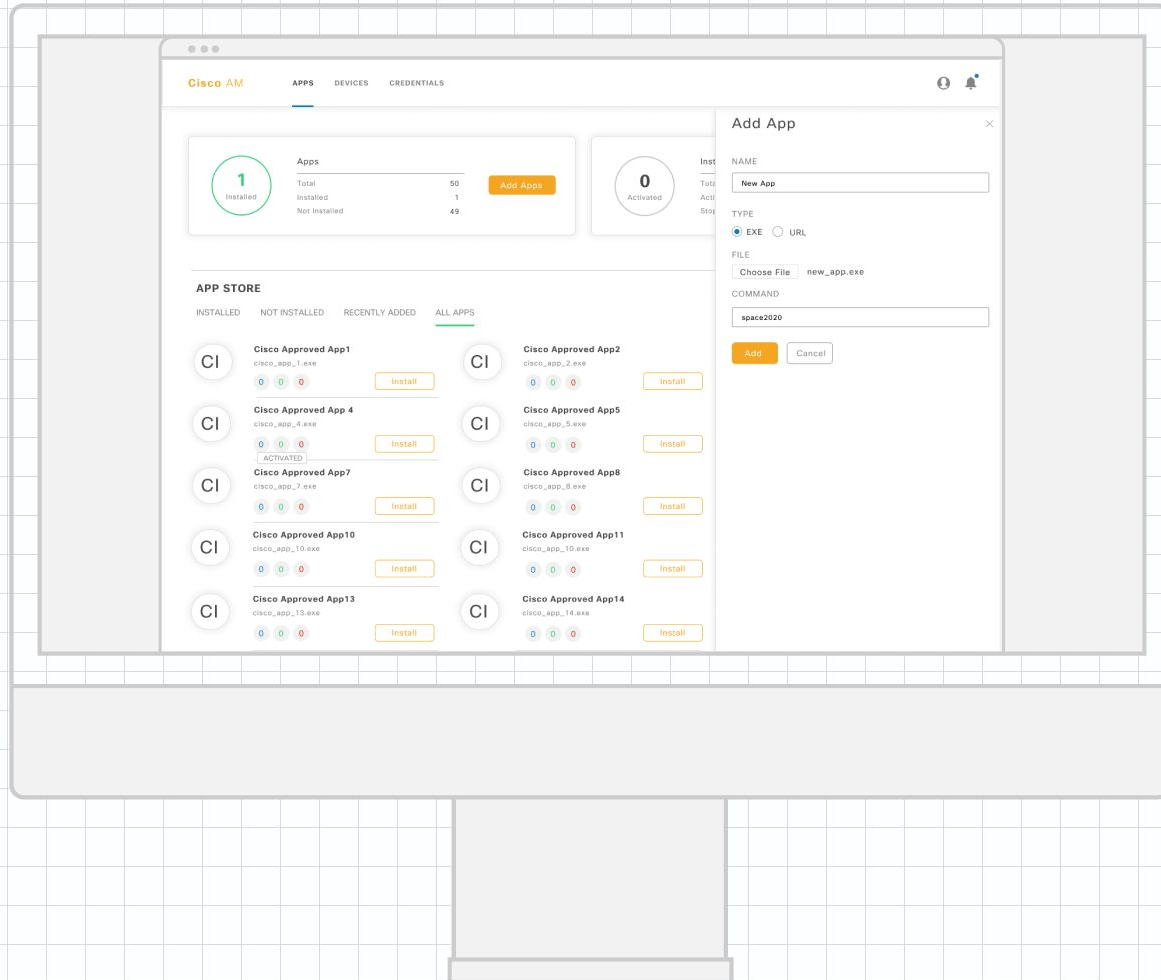 Cisco AM
APPS DEVICES CREDENTIALS
1
Installed
Apps
Total 50
Installed 1
Not Installed 49
Add Apps
0
Activated
APP STORE
INSTALLED NOT INSTALLED RECENTLY ADDED ALL APPS
CI
Cisco Approved App1
cisco_app_1.exe
0 0 0 Install
CI
Cisco Approved App2
cisco_app_2.exe
0 0 0 Install
CI
Cisco Approved App 4
cisco_app_4.exe
0 0 0 Install
ACTIVATED
CI
Cisco Approved App5
cisco_app_5.exe
0 0 0 Install
CI
Cisco Approved App7
cisco_app_7.exe
0 0 0 Install
CI
Cisco Approved App8
cisco_app_8.exe
0 0 0 Install
CI
Cisco Approved App10
cisco_app_10.exe
0 0 0 Install
CI
Cisco Approved App11
cisco_app_10.exe
0 0 0 Install
CI
Cisco Approved App13
cisco_app_13.exe
0 0 0 Install
CI
Cisco Approved App14
cisco_app_14.exe
0 0 0 Install
Add App
NAME
New App
TYPE
EXE URL
FILE
Choose File new_app.exe
COMMAND
space2020
Add Cancel